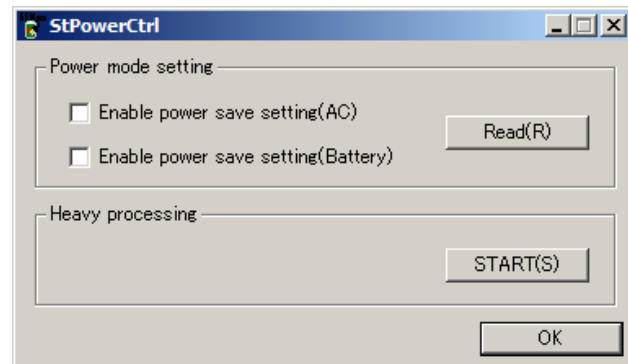 StPowerCtrl
Power mode setting
Enable power save setting(AC)
Read(R)
Enable power save setting(Battery)
Heavy processing
START(S)
OK